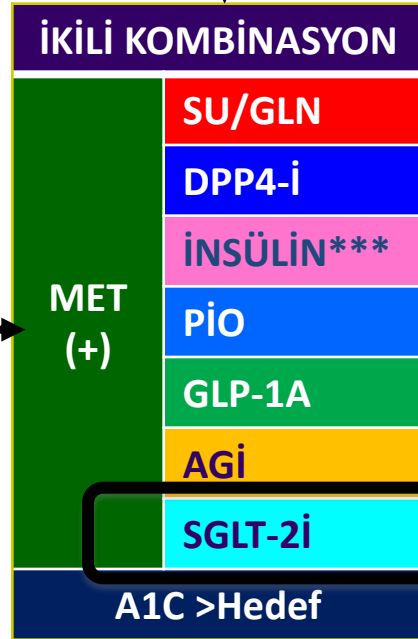 İKİLİ KOMBİNASYON
MET
(+)
SU/GLN
DPP4-İ
İNSÜLİN***
PİO
GLP-1A
AGİ
SGLT-2İ
A1C >Hedef